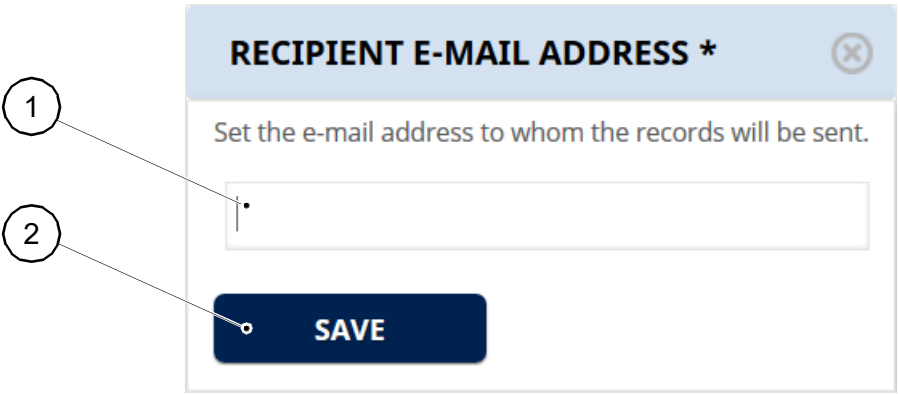 RECIPIENT E-MAIL ADDRESS *
1
Set the e-mail address to whom the records will be sent.
2
SAVE